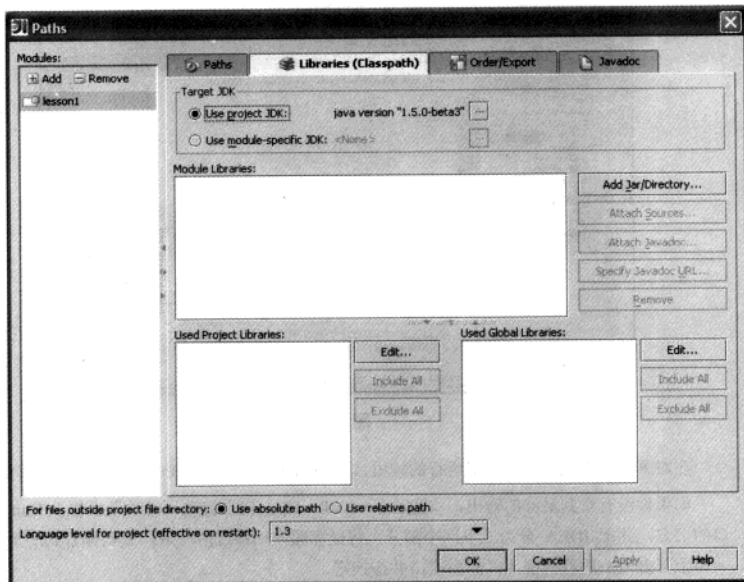 Paths
Modules:
Add Remove
lesson1
Paths
Libraries (Classpath)
Order/Export
Javadoc
Target JDK
Use project JDK: java version "1.5.0-beta3" ...
Use module-specific JDK: <None> ...
Module Libraries:
Add Jar/Directory...
Attach Sources...
Attach Javadoc...
Specify Javadoc URL...
Remove
Used Project Libraries:
Edit...
Include All
Exclude All
Used Global Libraries:
Edit...
Include All
Exclude All
For files outside project file directory: Use absolute path Use relative path
Language level for project (effective on restart): 1.3
OK Cancel Apply Help